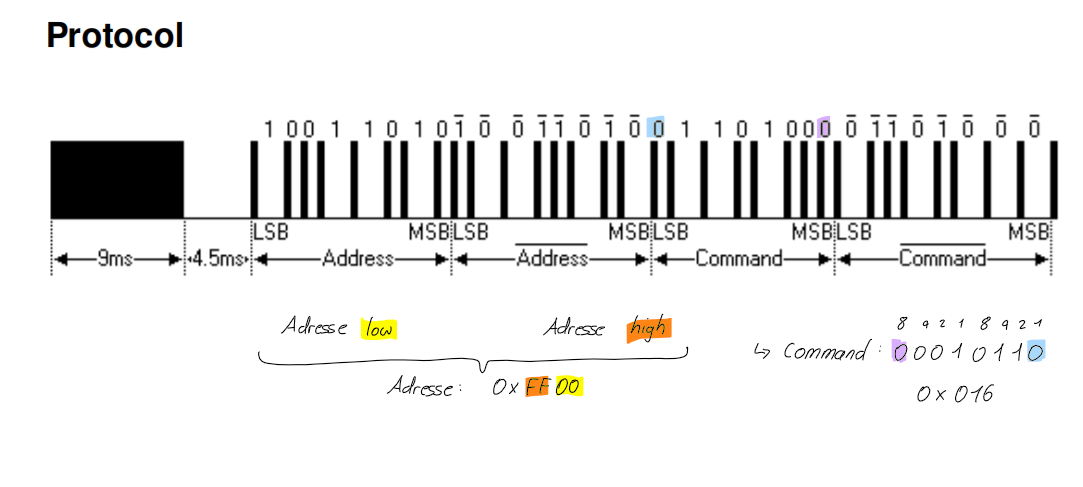 Protocol
1 0 0 1 1 0 1 0 1̅ 0̅ 0̅ 1̅ 1̅ 0̅ 1̅ 0̅ 0 1 1 0 1 0 0 0 0̅ 1̅ 1̅ 0̅ 1̅ 0̅ 0̅ 0̅
LSB MSB LSB MSB LSB MSB LSB MSB
9ms 4.5ms Address Address Command Command
Adresse low Adresse high
8 4 2 1 8 4 2 1
↳ Command: 0 0 0 1 0 1 1 0
Adresse: 0xFF00
0x016